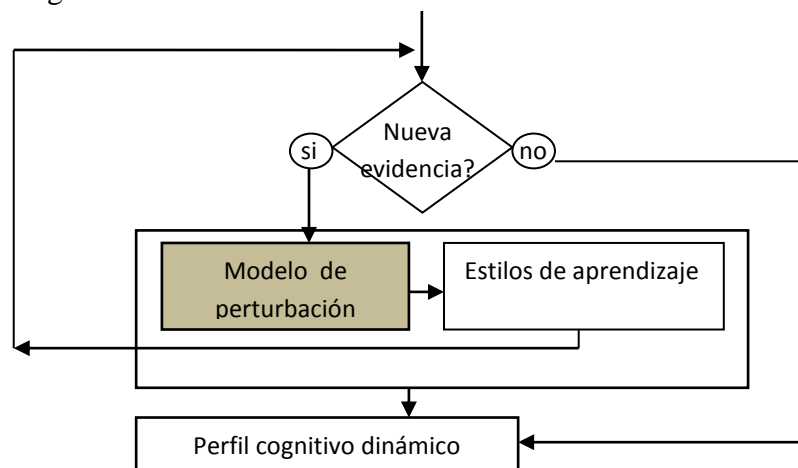 Nueva
si
no
evidencia?
Modelo de
perturbación
Estilos de aprendizaje
Perfil cognitivo dinámico